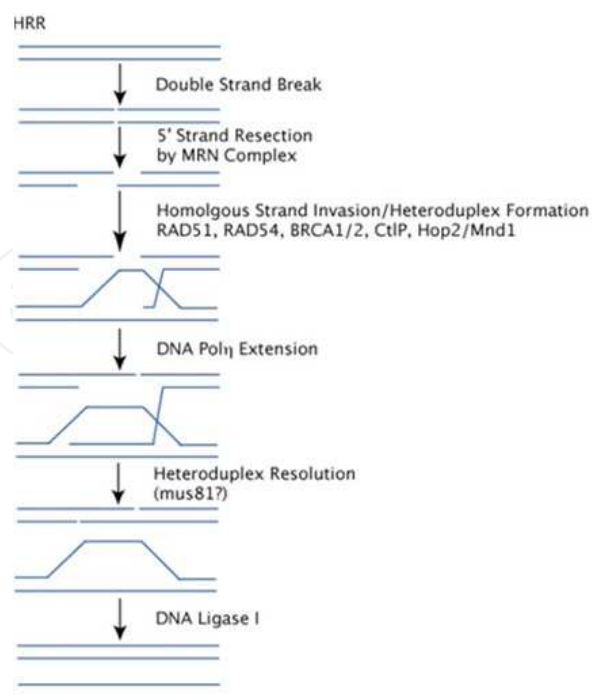 HRR
Double Strand Break
5' Strand Resection
by MRN Complex
Homolgous Strand Invasion/Heteroduplex Formation
RAD51, RAD54, BRCA1/2, CtIP, Hop2/Mnd1
DNA Polη Extension
Heteroduplex Resolution
(mus81?)
DNA Ligase I